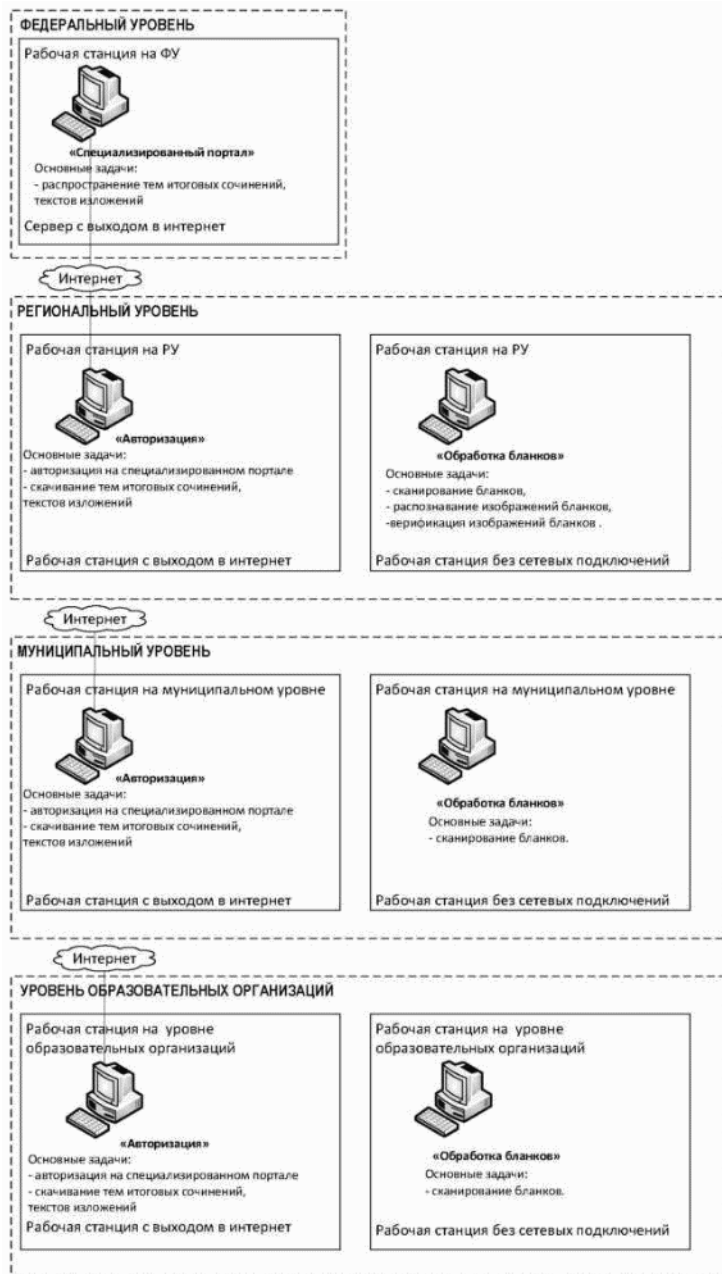 ФЕДЕРАЛЬНЫЙ УРОВЕНЬ
Рабочая станция на ФУ
«Специализированный портал»
Основные задачи:
- распространение тем итоговых сочинений,
текстов изложений
Сервер с выходом в интернет
Интернет
РЕГИОНАЛЬНЫЙ УРОВЕНЬ
Рабочая станция на РУ
«Авторизация»
Основные задачи:
- авторизация на специализированном портале
- скачивание тем итоговых сочинений,
текстов изложений
Рабочая станция с выходом в интернет
Рабочая станция на РУ
«Обработка бланков»
Основные задачи:
- сканирование бланков,
- распознавание изображений бланков,
-верификация изображений бланков .
Рабочая станция без сетевых подключений
Интернет
МУНИЦИПАЛЬНЫЙ УРОВЕНЬ
Рабочая станция на муниципальном уровне
«Авторизация»
Основные задачи:
- авторизация на специализированном портале
- скачивание тем итоговых сочинений,
текстов изложений
Рабочая станция с выходом в интернет
Рабочая станция на муниципальном уровне
«Обработка бланков»
Основные задачи:
- сканирование бланков.
Рабочая станция без сетевых подключений
Интернет
УРОВЕНЬ ОБРАЗОВАТЕЛЬНЫХ ОРГАНИЗАЦИЙ
Рабочая станция на уровне
образовательных организаций
«Авторизация»
Основные задачи:
- авторизация на специализированном портале
- скачивание тем итоговых сочинений,
текстов изложений
Рабочая станция с выходом в интернет
Рабочая станция на уровне
образовательных организаций
«Обработка бланков»
Основные задачи:
- сканирование бланков.
Рабочая станция без сетевых подключений